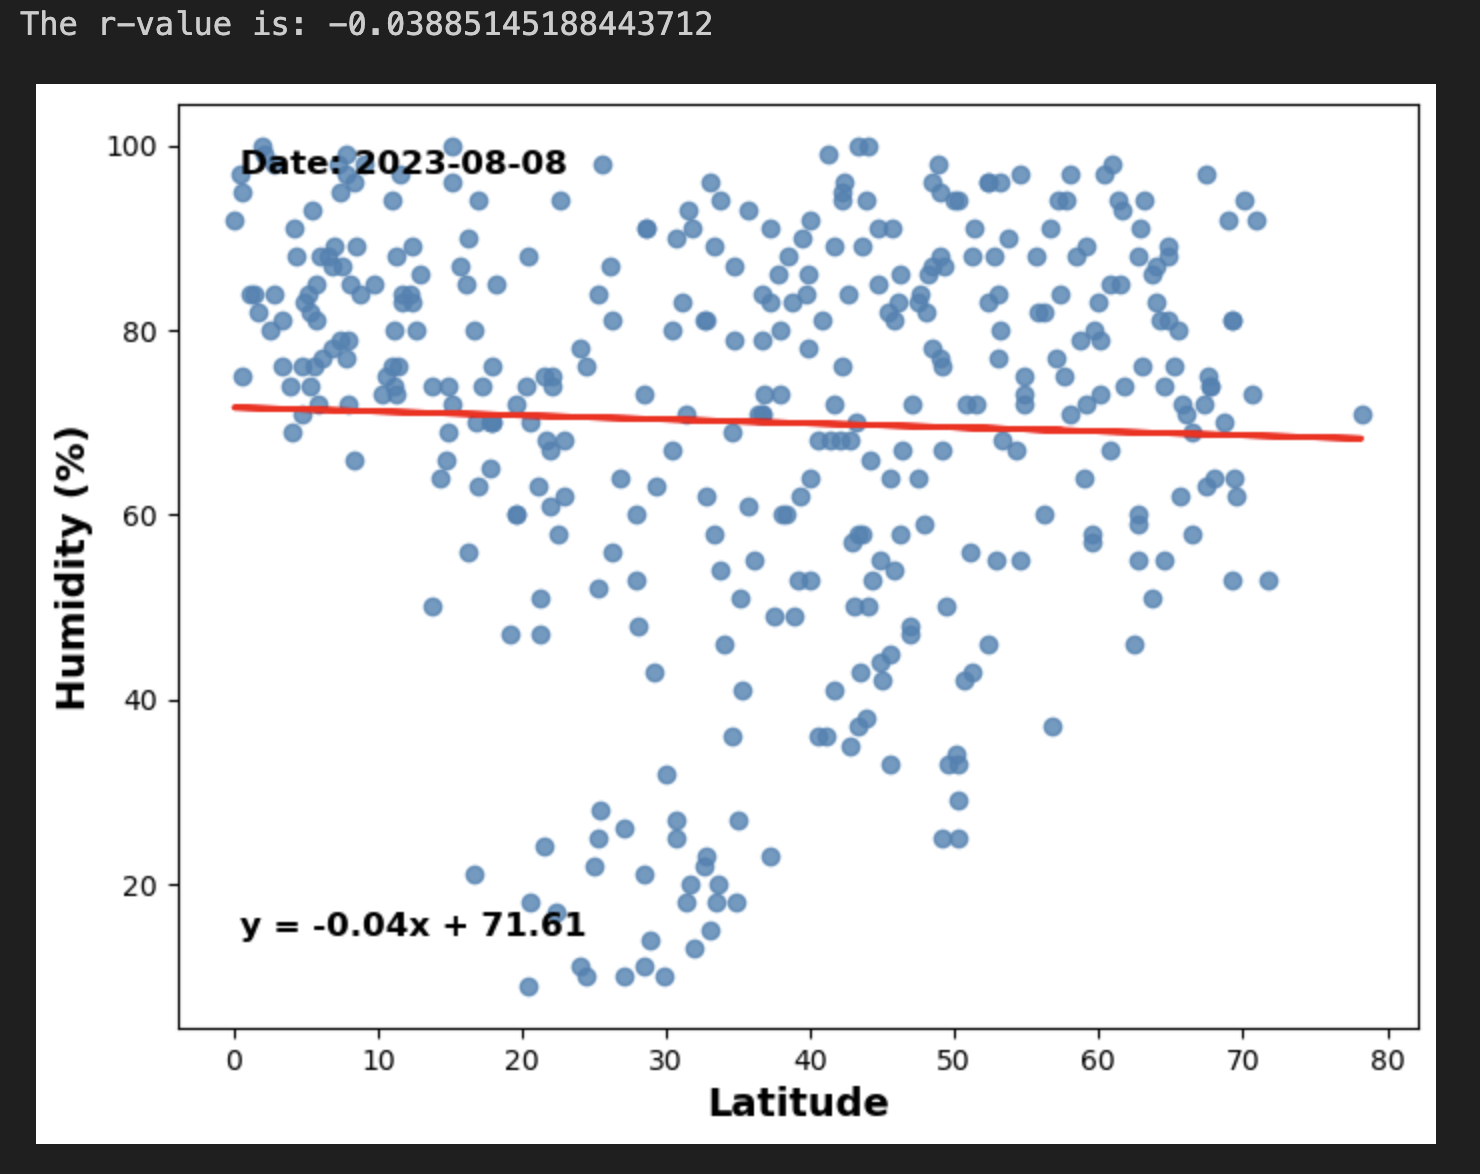 The r-value is: -0.03885145188443712
100
80
60
40
20
Humidity (%)
Date: 2023-08-08
y = -0.04x + 71.61
0 10 20 30 40 50 60 70 80
Latitude